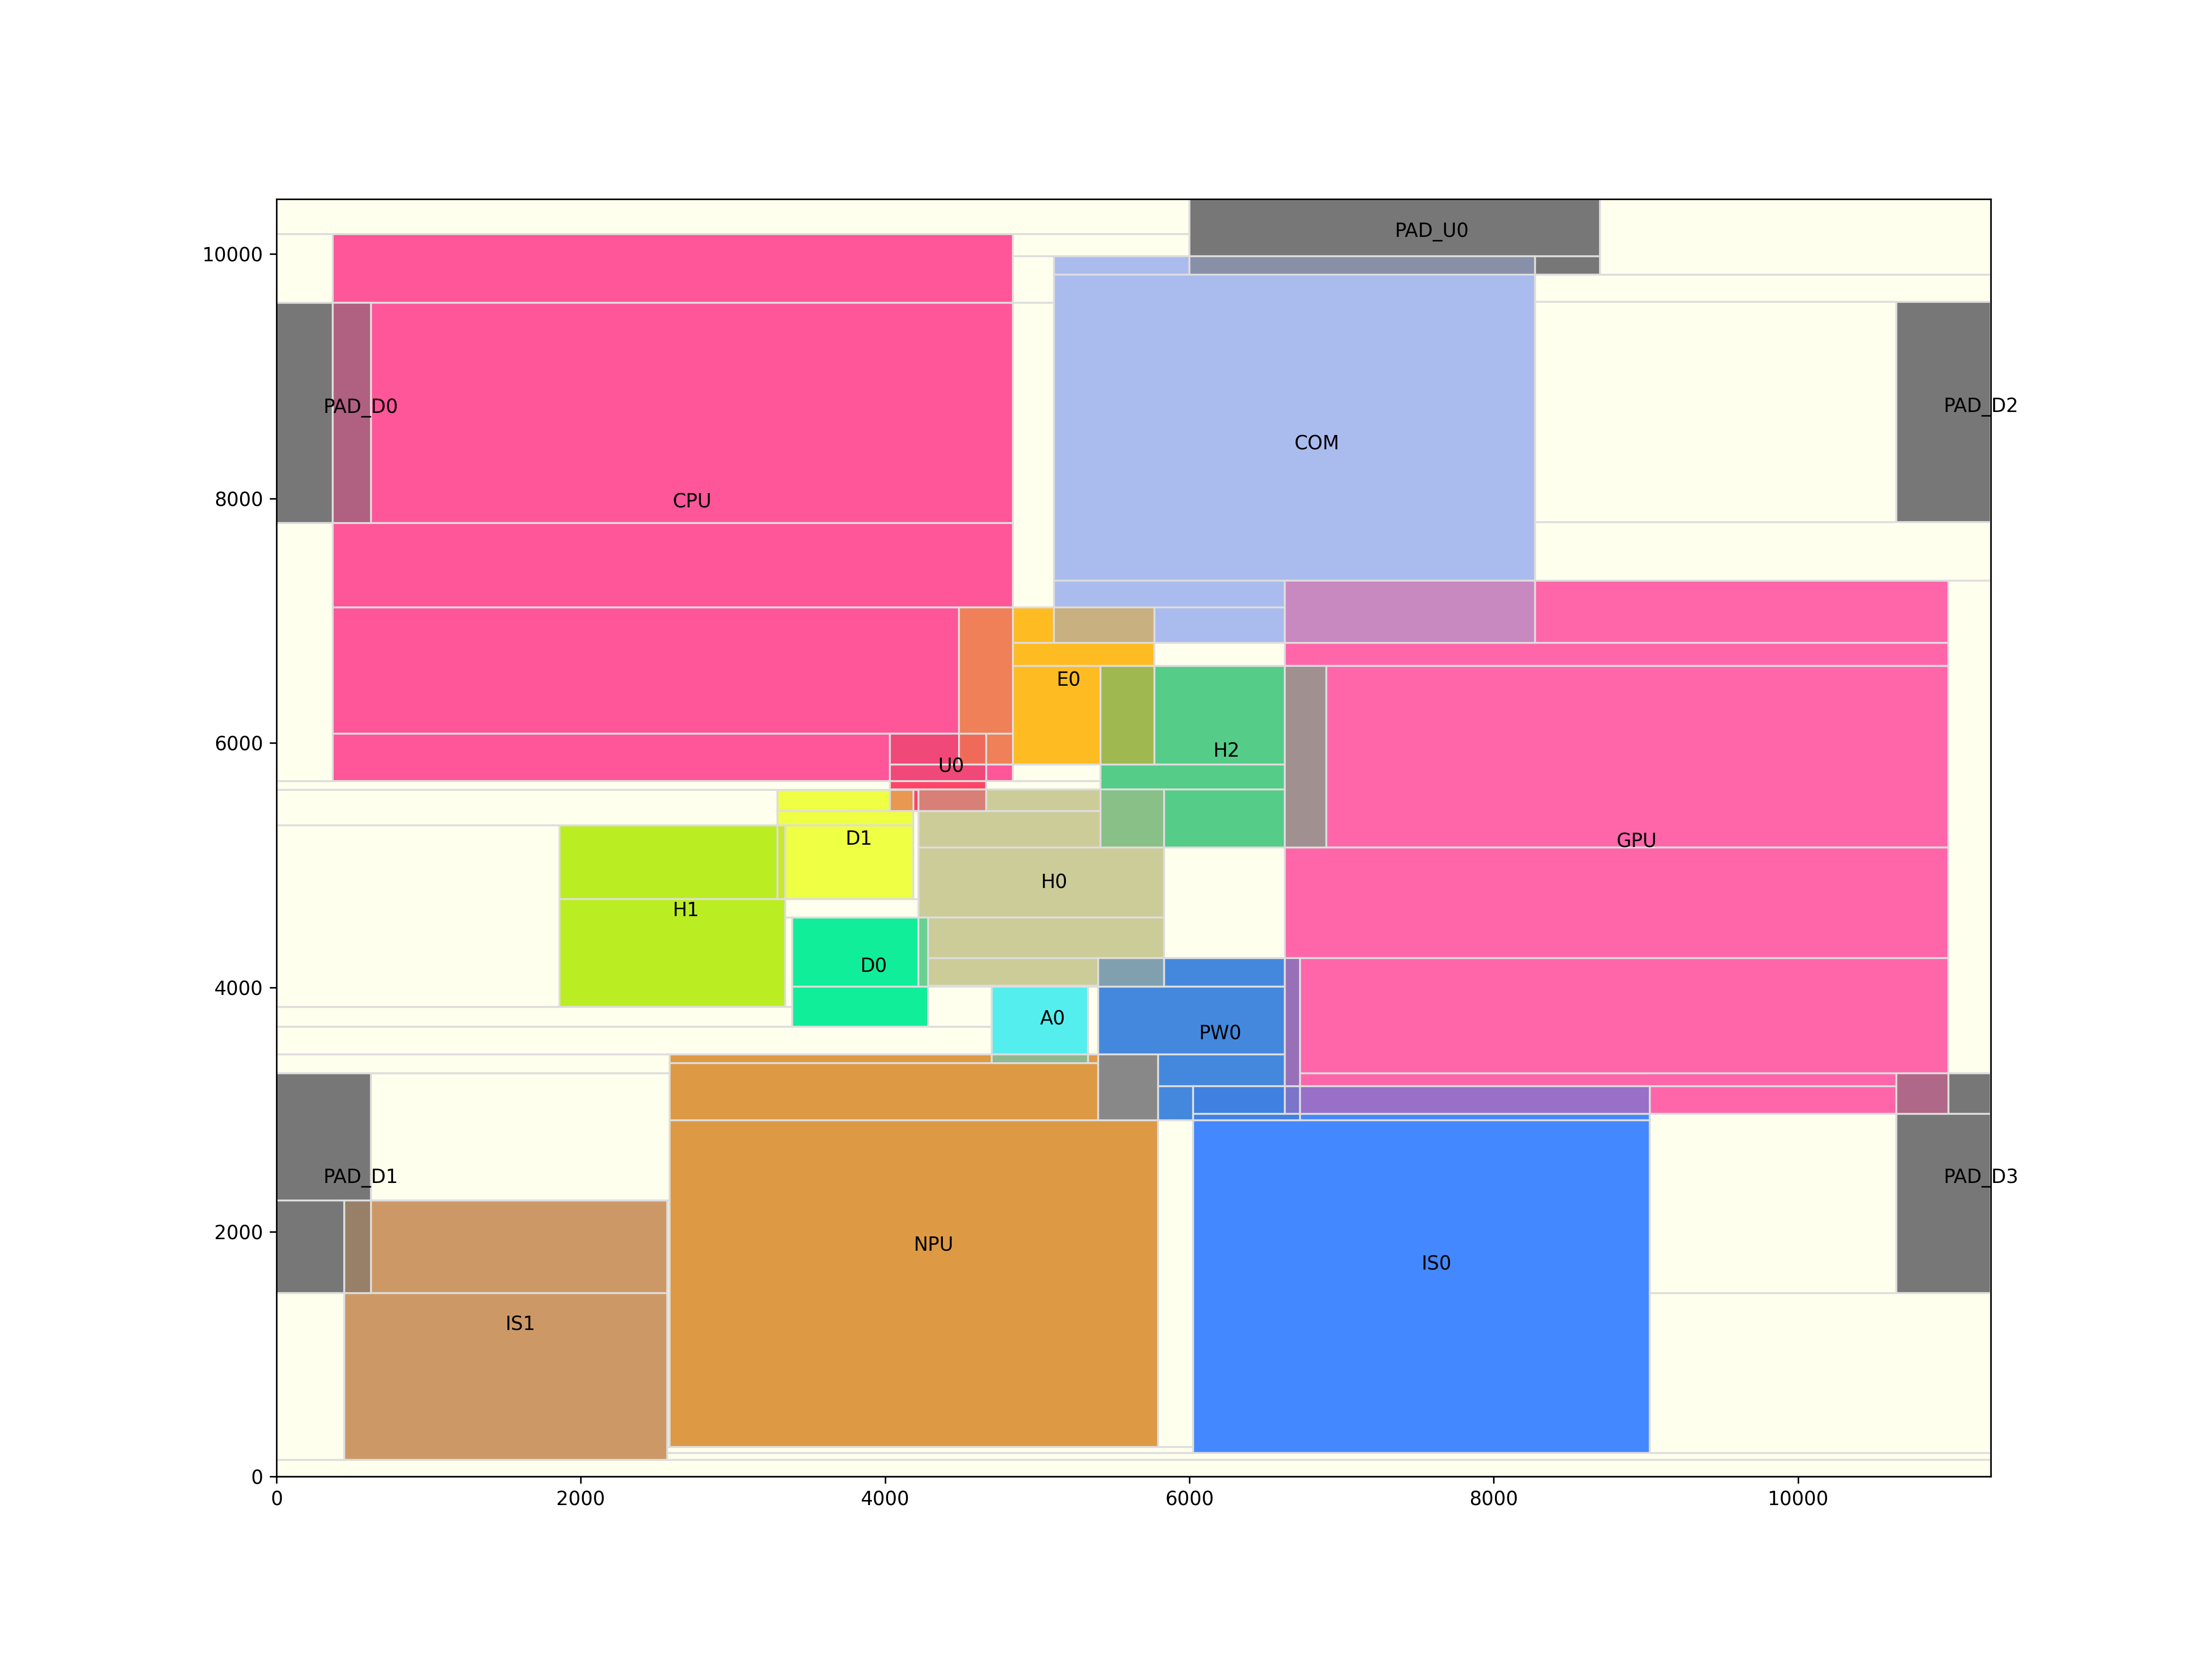 PAD_U0
10000
PAD_D0
PAD_D2
COM
8000
CPU
E0
6000
H2
U0
D1
GPU
H0
H1
D0
4000
A0
PW0
PAD_D1
PAD_D3
2000
NPU
IS0
IS1
0
0 2000 4000 6000 8000 10000